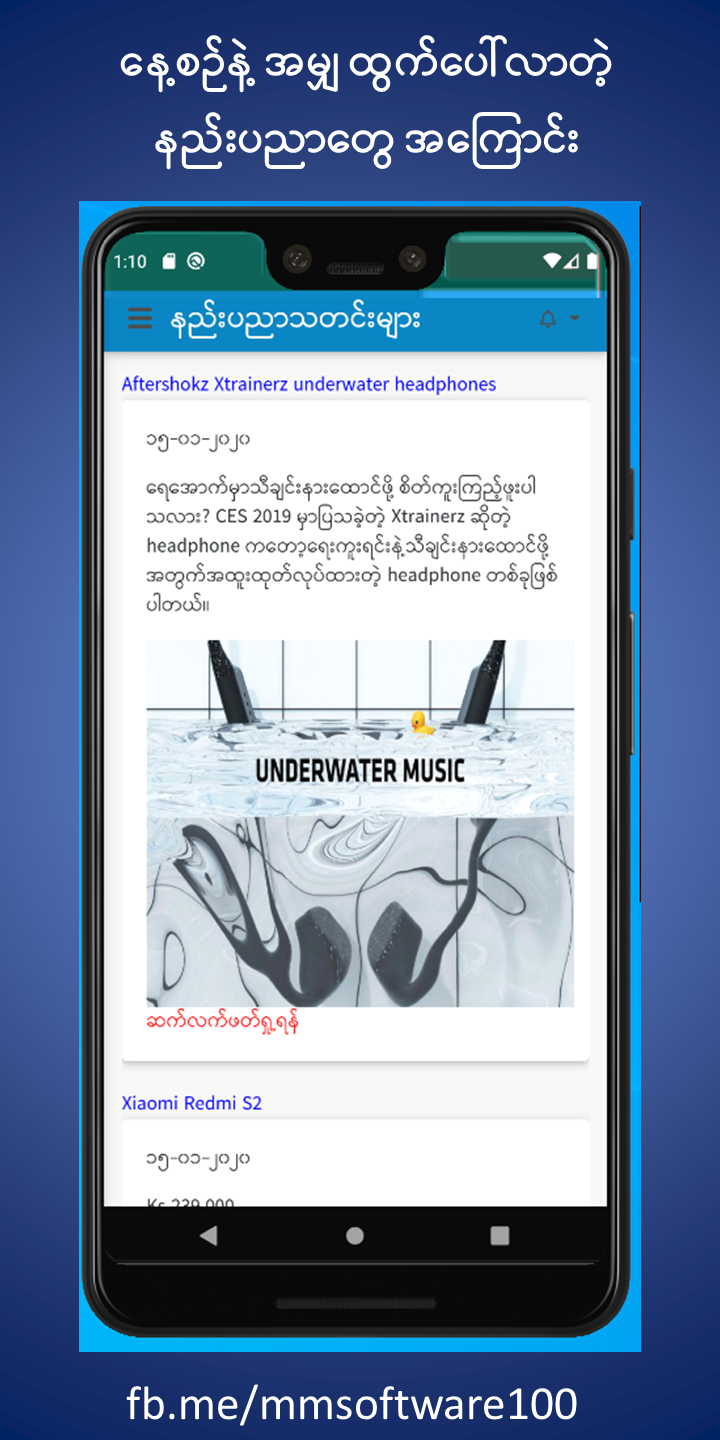 နေ့စဉ်နဲ့ အမျှ ထွက်ပေါ်လာတဲ့
နည်းပညာတွေ အကြောင်း
1:10
နည်းပညာသတင်းများ
Aftershokz Xtrainerz underwater headphones
၁၅-၀၁-၂၀၂၀
ရေအောက်မှာသီချင်းနားထောင်ဖို့ စိတ်ကူးကြည့်ဖူးပါ
သလား? CES 2019 မှာပြသခဲ့တဲ့ Xtrainerz ဆိုတဲ့
headphone ကတော့ရေးကူးရင်းနဲ့သီချင်းနားထောင်ဖို့
အတွက်အထူးထုတ်လုပ်ထားတဲ့ headphone တစ်ခုဖြစ်
ပါတယ်။
UNDERWATER MUSIC
ဆက်လက်ဖတ်ရှု့ရန်
Xiaomi Redmi S2
၁၅-၀၁-၂၀၂၀
Ks 239,000
fb.me/mmsoftware100